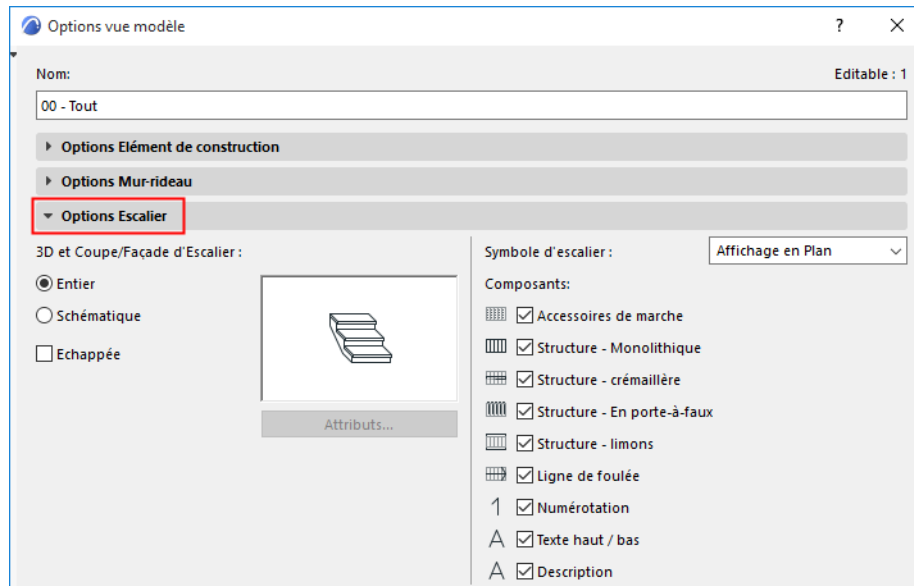 Options vue modèle
?
Nom:
Editable : 1
00 - Tout
Options Elément de construction
Options Mur-rideau
Options Escalier
3D et Coupe/Façade d'Escalier :
Entier
Schématique
Echappée
Attributs...
Symbole d'escalier :
Affichage en Plan
Composants:
Accessoires de marche
Structure - Monolithique
Structure - crémaillère
Structure - En porte-à-faux
Structure - limons
Ligne de foulée
1 Numérotation
A Texte haut / bas
A Description